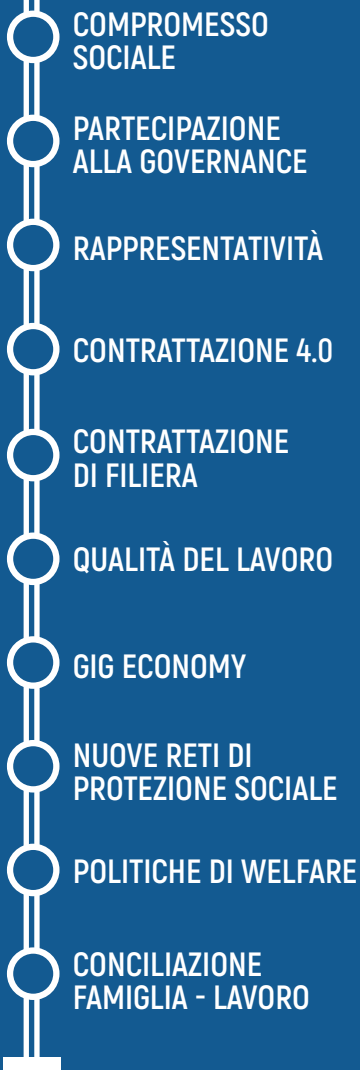 COMPROMESSO
SOCIALE
PARTECIPAZIONE
ALLA GOVERNANCE
RAPPRESENTATIVITÀ
CONTRATTAZIONE 4.0
CONTRATTAZIONE
DI FILIERA
QUALITÀ DEL LAVORO
GIG ECONOMY
NUOVE RETI DI
PROTEZIONE SOCIALE
POLITICHE DI WELFARE
CONCILIAZIONE
FAMIGLIA - LAVORO